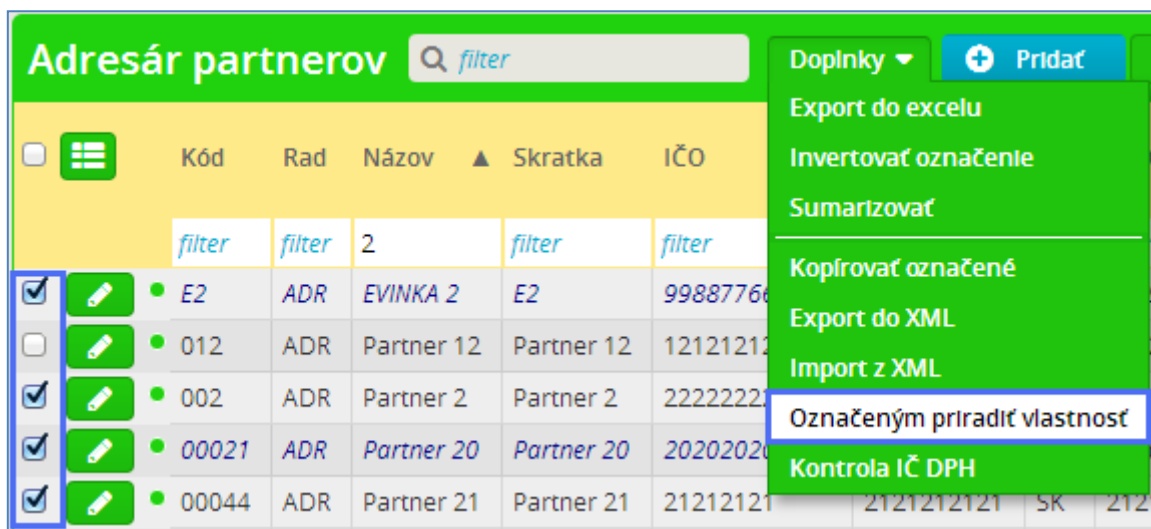 Adresár partnerov filter Doplnky Pridať
Export do excelu
Kód Rad Názov ▲ Skratka IČO Invertovať označenie
Sumarizovať
filter filter 2 filter filter
Kopírovať označené
E2 ADR EVINKA 2 E2
Export do XML
012 ADR Partner 12 Partner 12
Import z XML
002 ADR Partner 2 Partner 2
Označeným priradiť vlastnosť
00021 ADR Partner 20 Partner 20
Kontrola IČ DPH
00044 ADR Partner 21 Partner 21 21212121 2121212121 SK